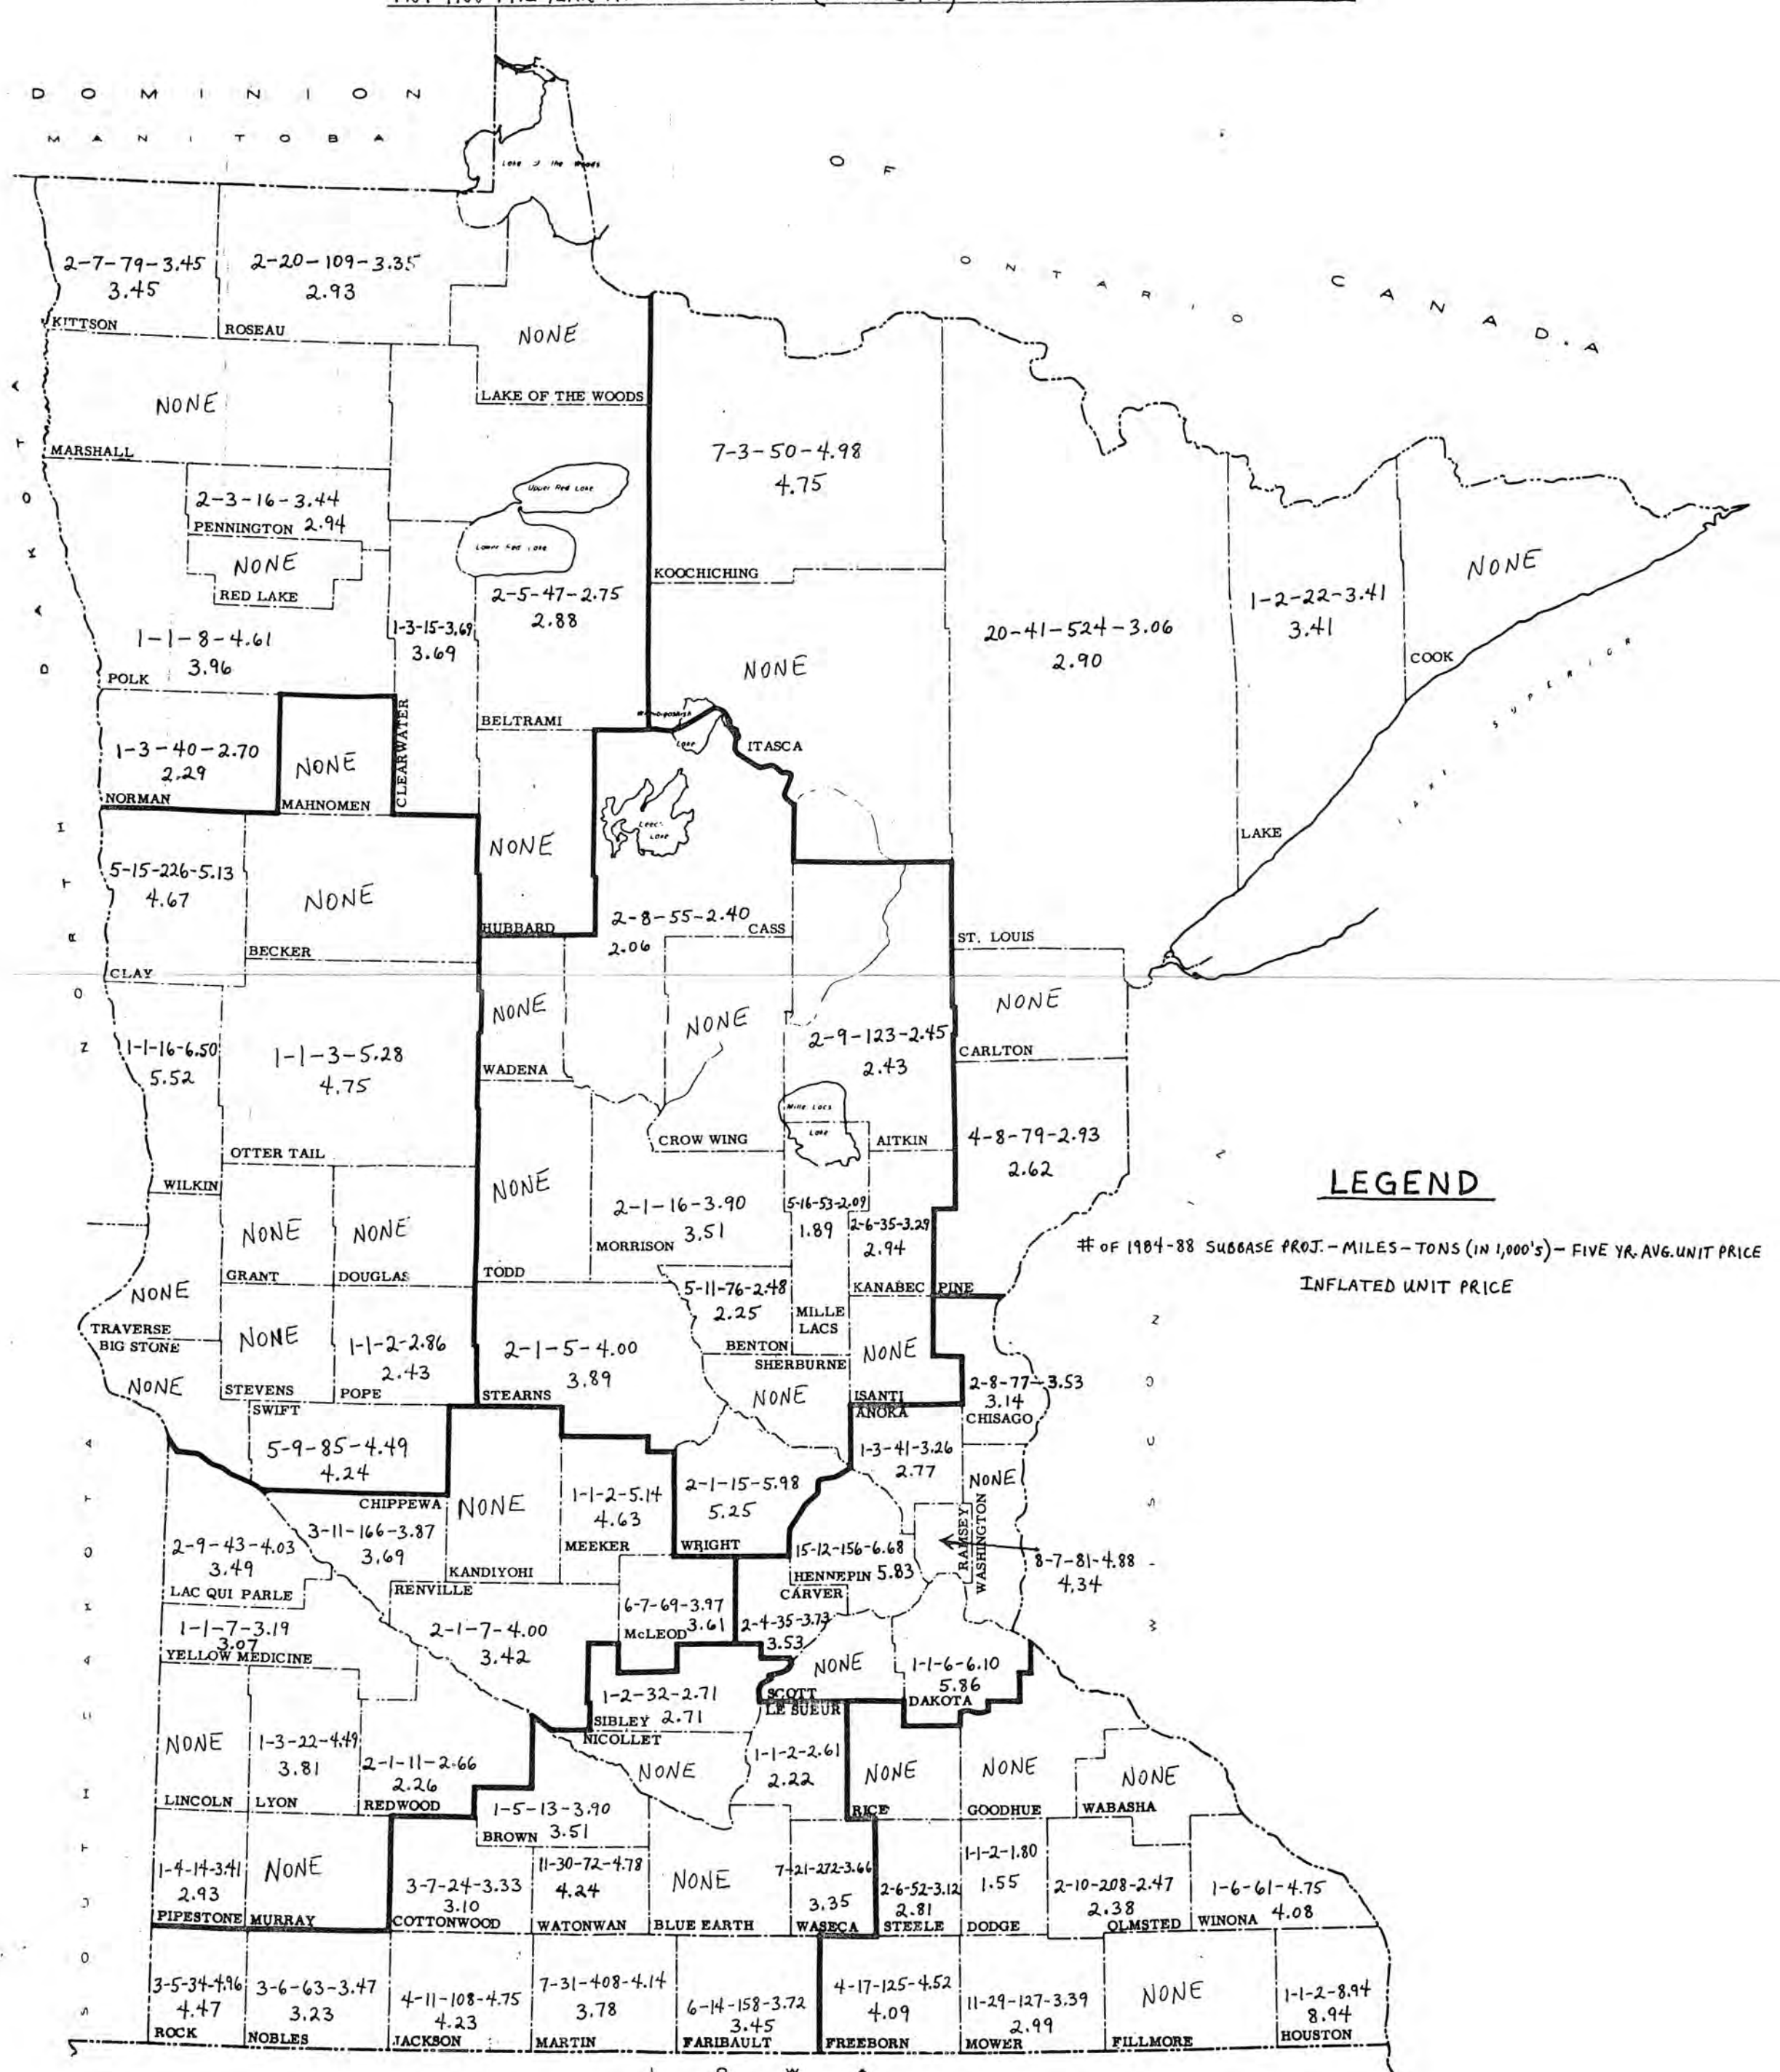 DOMINION
MANITOBA
OF
ONTARIO
CANADA
Lake of the Woods
2-7-79-3.45
3.45
KITTSON
2-20-109-3.35
2.93
ROSEAU
NONE
LAKE OF THE WOODS
NONE
MARSHALL
7-3-50-4.98
4.75
KOOCHICHING
2-3-16-3.44
PENNINGTON 2.94
Upper Red Lake
Lower Red Lake
NONE
RED LAKE
2-5-47-2.75
2.88
BELTRAMI
1-1-8-4.61
3.96
POLK
1-3-15-3.69
3.69
CLEARWATER
20-41-524-3.06
2.90
ST. LOUIS
1-2-22-3.41
3.41
LAKE
NONE
COOK
SUPERIOR
NONE
ITASCA
Lake
1-3-40-2.70
2.29
NORMAN
NONE
MAHNOMEN
NONE
HUBBARD
Leech
Lake
5-15-226-5.13
4.67
CLAY
NONE
BECKER
2-8-55-2.40
2.06
CASS
NONE
WADENA
NONE
CROW WING
2-9-123-2.45
2.43
AITKIN
NONE
CARLTON
1-1-16-6.50
5.52
WILKIN
1-1-3-5.28
4.75
OTTER TAIL
Mille Lacs
Lake
4-8-79-2.93
2.62
PINE
LEGEND
# OF 1984-88 SUBBASE PROJ. - MILES - TONS (IN 1,000's) - FIVE YR. AVG. UNIT PRICE
INFLATED UNIT PRICE
NONE
GRANT
NONE
DOUGLAS
NONE
TODD
2-1-16-3.90
3.51
MORRISON
5-16-53-2.09
1.89
MILLE
LACS
2-6-35-3.29
2.94
KANABEC
NONE
TRAVERSE
BIG STONE
NONE
NONE
STEVENS
1-1-2-2.86
2.43
POPE
2-1-5-4.00
3.89
STEARNS
5-11-76-2.48
2.25
BENTON
SHERBURNE
NONE
NONE
ISANTI
ANOKA
2-8-77-3.53
3.14
CHISAGO
SWIFT
5-9-85-4.49
4.24
1-3-41-3.26
2.77
NONE
WASHINGTON
RAMSEY
CHIPPEWA
3-11-166-3.87
3.69
NONE
KANDIYOHI
1-1-2-5.14
4.63
MEEKER
2-1-15-5.98
5.25
WRIGHT
15-12-156-6.68
HENNEPIN 5.83
8-7-81-4.88
4.34
2-9-43-4.03
3.49
LAC QUI PARLE
RENVILLE
2-1-7-4.00
3.42
6-7-69-3.97
McLEOD 3.61
CARVER
2-4-35-3.73
3.53
1-1-7-3.19
3.07
YELLOW MEDICINE
NONE
SCOTT
1-1-6-6.10
5.86
DAKOTA
1-2-32-2.71
SIBLEY 2.71
NICOLLET
NONE
LE SUEUR
1-1-2-2.61
2.22
NONE
LINCOLN
1-3-22-4.49
3.81
LYON
2-1-11-2.66
2.26
REDWOOD
NONE
RICE
NONE
GOODHUE
NONE
WABASHA
1-5-13-3.90
BROWN 3.51
1-4-14-3.41
2.93
PIPESTONE
NONE
MURRAY
3-7-24-3.33
3.10
COTTONWOOD
11-30-72-4.78
4.24
WATONWAN
NONE
BLUE EARTH
7-21-272-3.66
3.35
WASECA
2-6-52-3.12
2.81
STEELE
1-1-2-1.80
1.55
DODGE
2-10-208-2.47
2.38
OLMSTED
1-6-61-4.75
4.08
WINONA
3-5-34-4.96
4.47
ROCK
3-6-63-3.47
3.23
NOBLES
4-11-108-4.75
4.23
JACKSON
7-31-408-4.14
3.78
MARTIN
6-14-158-3.72
3.45
FARIBAULT
4-17-125-4.52
4.09
FREEBORN
11-29-127-3.39
2.99
MOWER
NONE
FILLMORE
1-1-2-8.94
8.94
HOUSTON